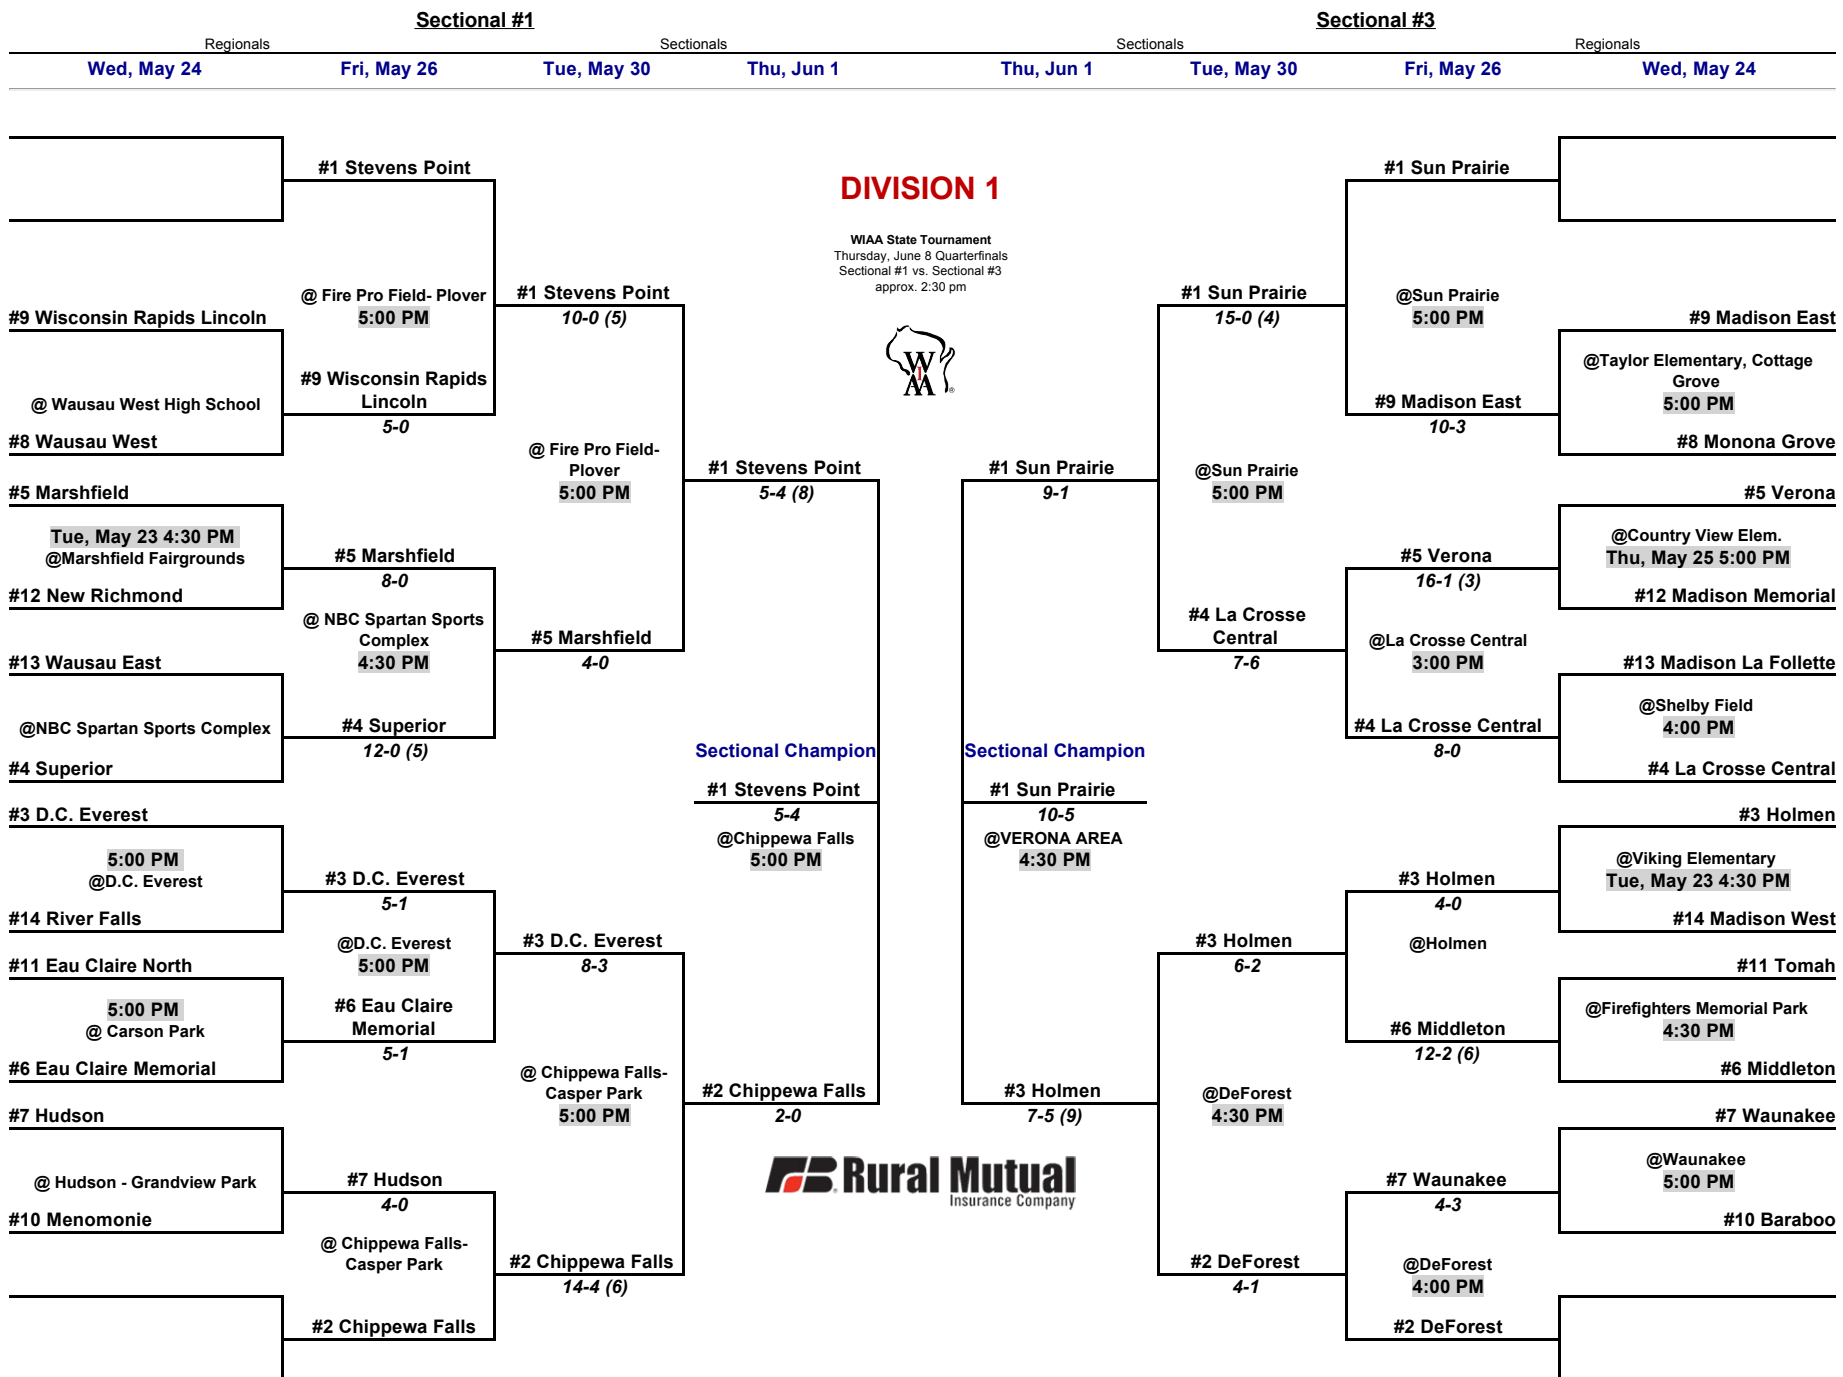 Sectional #1
Sectional #3
Regionals
Sectionals
Sectionals
Regionals
Wed, May 24
Fri, May 26
Tue, May 30
Thu, Jun 1
Thu, Jun 1
Tue, May 30
Fri, May 26
Wed, May 24
#1 Stevens Point
@ Fire Pro Field- Plover
5:00 PM
#9 Wisconsin Rapids Lincoln
@ Wausau West High School
#8 Wausau West
#9 Wisconsin Rapids
Lincoln
5-0
#1 Stevens Point
10-0 (5)
@ Fire Pro Field-
Plover
5:00 PM
#5 Marshfield
Tue, May 23 4:30 PM
@Marshfield Fairgrounds
#12 New Richmond
#5 Marshfield
8-0
@ NBC Spartan Sports
Complex
4:30 PM
#5 Marshfield
4-0
#13 Wausau East
@NBC Spartan Sports Complex
#4 Superior
#4 Superior
12-0 (5)
#1 Stevens Point
5-4 (8)
Sectional Champion
#1 Stevens Point
5-4
@Chippewa Falls
5:00 PM
#3 D.C. Everest
5:00 PM
@D.C. Everest
#14 River Falls
#3 D.C. Everest
5-1
@D.C. Everest
5:00 PM
#3 D.C. Everest
8-3
#11 Eau Claire North
5:00 PM
@ Carson Park
#6 Eau Claire Memorial
#6 Eau Claire
Memorial
5-1
@ Chippewa Falls-
Casper Park
5:00 PM
#2 Chippewa Falls
2-0
#7 Hudson
@ Hudson - Grandview Park
#10 Menomonie
#7 Hudson
4-0
@ Chippewa Falls-
Casper Park
#2 Chippewa Falls
14-4 (6)
#2 Chippewa Falls
DIVISION 1
WIAA State Tournament
Thursday, June 8 Quarterfinals
Sectional #1 vs. Sectional #3
approx. 2:30 pm
W
I
AA
®
Rural Mutual
Insurance Company
#1 Sun Prairie
@Sun Prairie
5:00 PM
#9 Madison East
@Taylor Elementary, Cottage
Grove
5:00 PM
#8 Monona Grove
#9 Madison East
10-3
#1 Sun Prairie
15-0 (4)
@Sun Prairie
5:00 PM
#1 Sun Prairie
9-1
#5 Verona
@Country View Elem.
Thu, May 25 5:00 PM
#12 Madison Memorial
#5 Verona
16-1 (3)
@La Crosse Central
3:00 PM
#4 La Crosse
Central
7-6
#13 Madison La Follette
@Shelby Field
4:00 PM
#4 La Crosse Central
#4 La Crosse Central
8-0
Sectional Champion
#1 Sun Prairie
10-5
@VERONA AREA
4:30 PM
#3 Holmen
@Viking Elementary
Tue, May 23 4:30 PM
#14 Madison West
#3 Holmen
4-0
@Holmen
#3 Holmen
6-2
#11 Tomah
@Firefighters Memorial Park
4:30 PM
#6 Middleton
#6 Middleton
12-2 (6)
@DeForest
4:30 PM
#3 Holmen
7-5 (9)
#7 Waunakee
@Waunakee
5:00 PM
#10 Baraboo
#7 Waunakee
4-3
@DeForest
4:00 PM
#2 DeForest
4-1
#2 DeForest